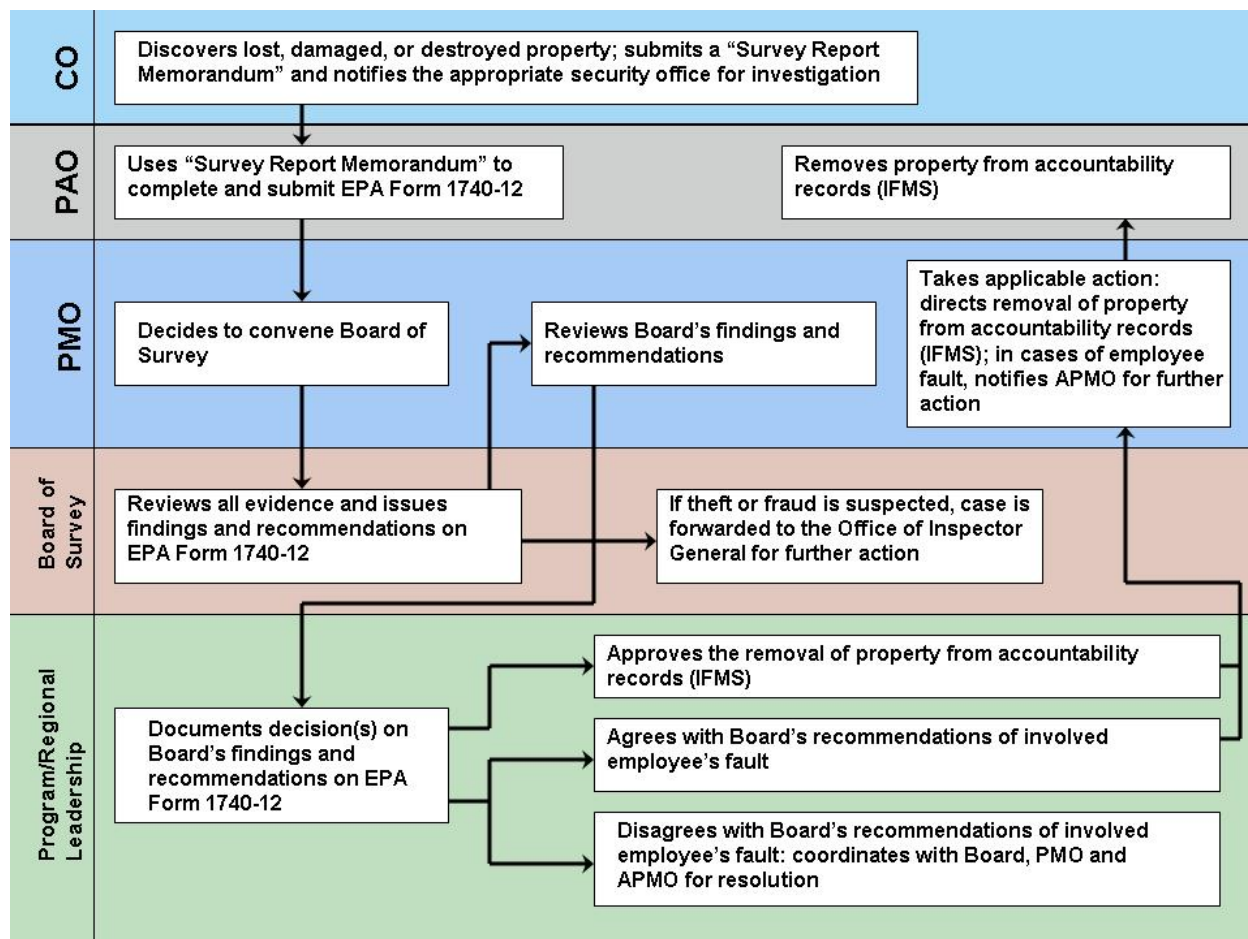 CO
Discovers lost, damaged, or destroyed property; submits a “Survey Report
Memorandum” and notifies the appropriate security office for investigation
PAO
Uses “Survey Report Memorandum” to
complete and submit EPA Form 1740-12
Removes property from accountability
records (IFMS)
PMO
Decides to convene Board of
Survey
Reviews Board’s findings and
recommendations
Takes applicable action:
directs removal of property
from accountability records
(IFMS); in cases of employee
fault, notifies APMO for further
action
Board of
Survey
Reviews all evidence and issues
findings and recommendations on
EPA Form 1740-12
If theft or fraud is suspected, case is
forwarded to the Office of Inspector
General for further action
Program/Regional
Leadership
Documents decision(s) on
Board’s findings and
recommendations on EPA
Form 1740-12
Approves the removal of property from accountability
records (IFMS)
Agrees with Board’s recommendations of involved
employee’s fault
Disagrees with Board’s recommendations of involved
employee’s fault: coordinates with Board, PMO and
APMO for resolution